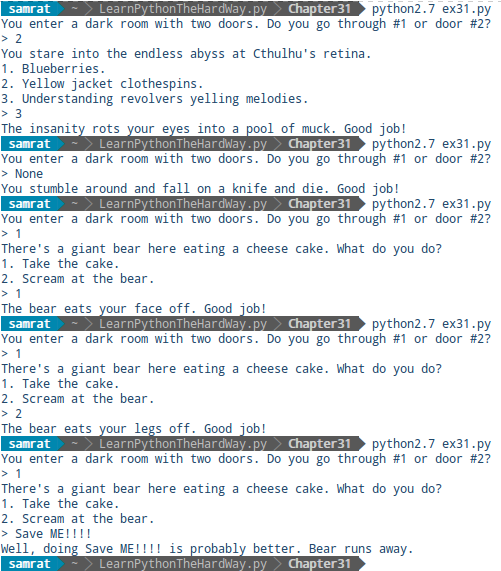 samrat ~ LearnPythonTheHardWay.py Chapter31 python2.7 ex31.py
You enter a dark room with two doors. Do you go through #1 or door #2?
> 2
You stare into the endless abyss at Cthulhu's retina.
1. Blueberries.
2. Yellow jacket clothespins.
3. Understanding revolvers yelling melodies.
> 3
The insanity rots your eyes into a pool of muck. Good job!
samrat ~ LearnPythonTheHardWay.py Chapter31 python2.7 ex31.py
You enter a dark room with two doors. Do you go through #1 or door #2?
> None
You stumble around and fall on a knife and die. Good job!
samrat ~ LearnPythonTheHardWay.py Chapter31 python2.7 ex31.py
You enter a dark room with two doors. Do you go through #1 or door #2?
> 1
There's a giant bear here eating a cheese cake. What do you do?
1. Take the cake.
2. Scream at the bear.
> 1
The bear eats your face off. Good job!
samrat ~ LearnPythonTheHardWay.py Chapter31 python2.7 ex31.py
You enter a dark room with two doors. Do you go through #1 or door #2?
> 1
There's a giant bear here eating a cheese cake. What do you do?
1. Take the cake.
2. Scream at the bear.
> 2
The bear eats your legs off. Good job!
samrat ~ LearnPythonTheHardWay.py Chapter31 python2.7 ex31.py
You enter a dark room with two doors. Do you go through #1 or door #2?
> 1
There's a giant bear here eating a cheese cake. What do you do?
1. Take the cake.
2. Scream at the bear.
> Save ME!!!!
Well, doing Save ME!!!! is probably better. Bear runs away.
samrat ~ LearnPythonTheHardWay.py Chapter31